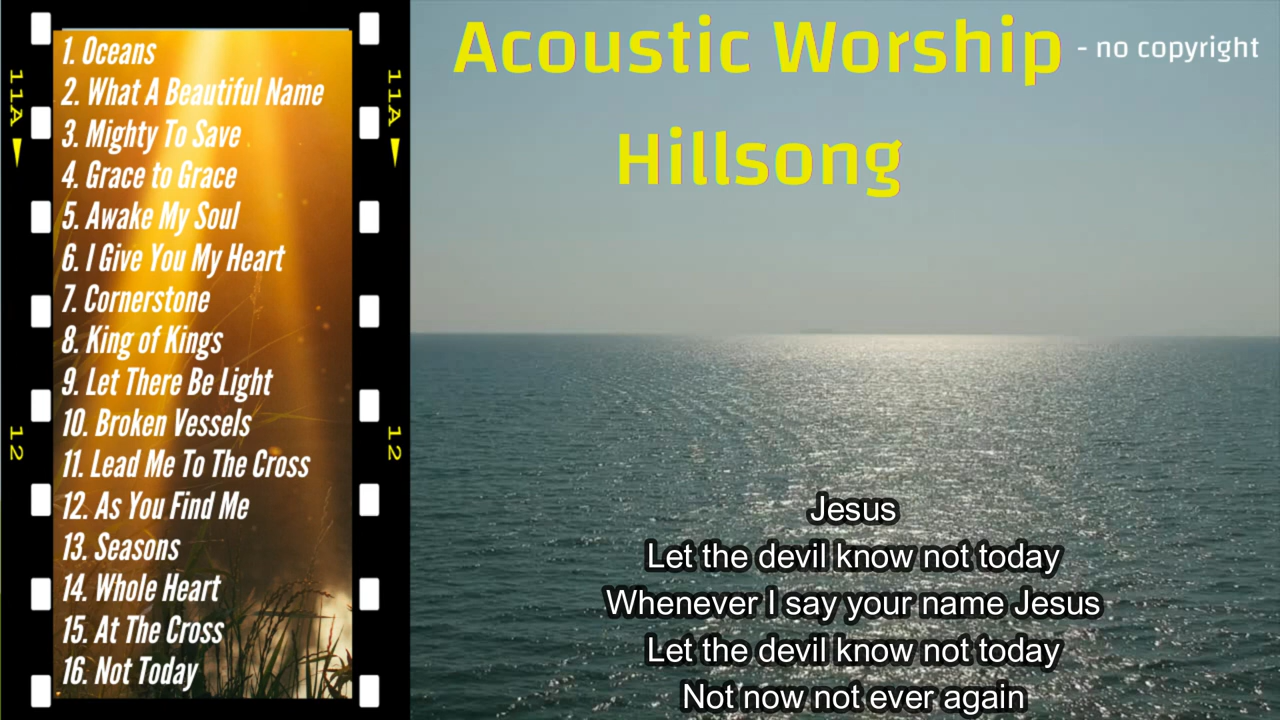 11A
11A
12
12
1. Oceans
2. What A Beautiful Name
3. Mighty To Save
4. Grace to Grace
5. Awake My Soul
6. I Give You My Heart
7. Cornerstone
8. King of Kings
9. Let There Be Light
10. Broken Vessels
11. Lead Me To The Cross
12. As You Find Me
13. Seasons
14. Whole Heart
15. At The Cross
16. Not Today
Acoustic Worship - no copyright
Hillsong
Jesus
Let the devil know not today
Whenever I say your name Jesus
Let the devil know not today
Not now not ever again